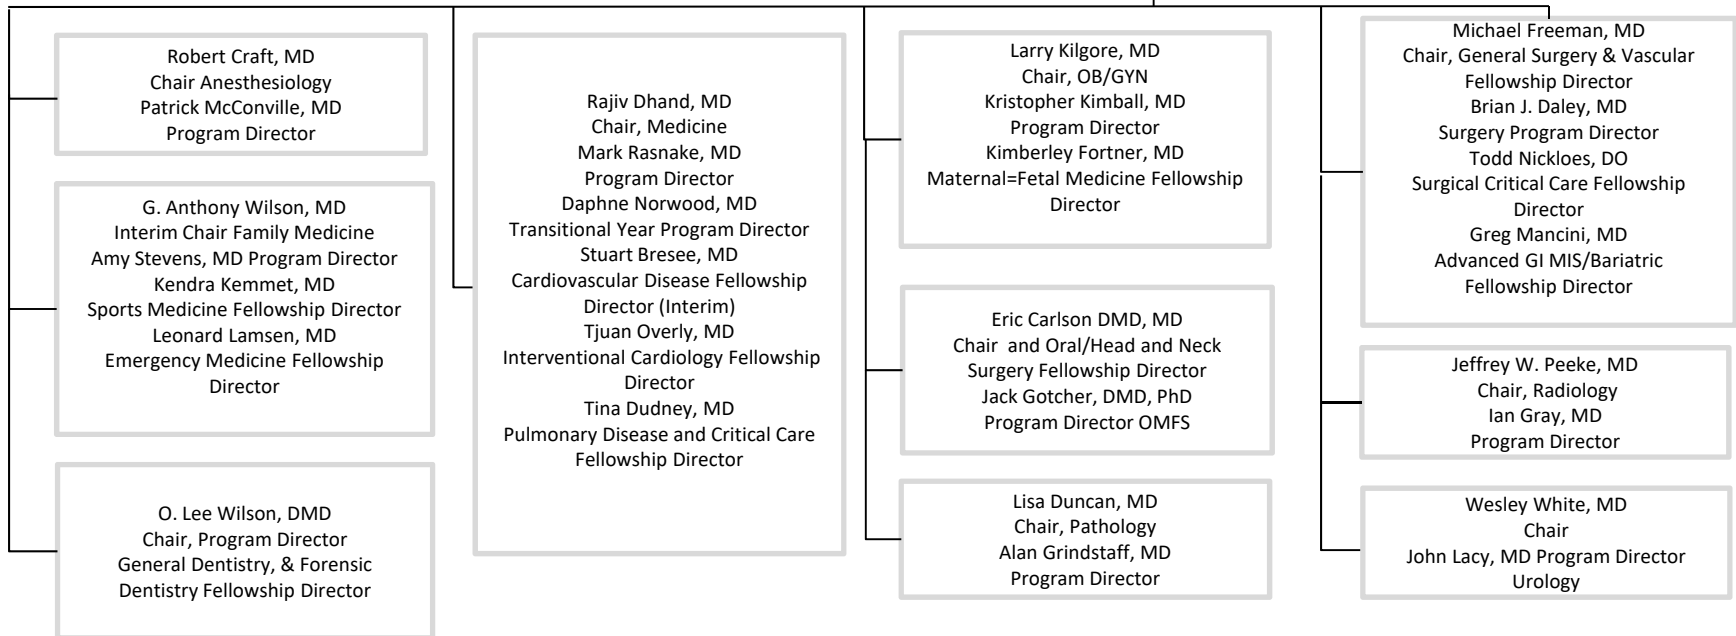 Robert Craft, MD
Chair Anesthesiology
Patrick McConville, MD
Program Director
G. Anthony Wilson, MD
Interim Chair Family Medicine
Amy Stevens, MD Program Director
Kendra Kemmet, MD
Sports Medicine Fellowship Director
Leonard Lamsen, MD
Emergency Medicine Fellowship
Director
O. Lee Wilson, DMD
Chair, Program Director
General Dentistry, & Forensic
Dentistry Fellowship Director
Rajiv Dhand, MD
Chair, Medicine
Mark Rasnake, MD
Program Director
Daphne Norwood, MD
Transitional Year Program Director
Stuart Bresee, MD
Cardiovascular Disease Fellowship
Director (Interim)
Tjuan Overly, MD
Interventional Cardiology Fellowship
Director
Tina Dudney, MD
Pulmonary Disease and Critical Care
Fellowship Director
Larry Kilgore, MD
Chair, OB/GYN
Kristopher Kimball, MD
Program Director
Kimberley Fortner, MD
Maternal=Fetal Medicine Fellowship
Director
Eric Carlson DMD, MD
Chair and Oral/Head and Neck
Surgery Fellowship Director
Jack Gotcher, DMD, PhD
Program Director OMFS
Lisa Duncan, MD
Chair, Pathology
Alan Grindstaff, MD
Program Director
Michael Freeman, MD
Chair, General Surgery & Vascular
Fellowship Director
Brian J. Daley, MD
Surgery Program Director
Todd Nickloes, DO
Surgical Critical Care Fellowship
Director
Greg Mancini, MD
Advanced GI MIS/Bariatric
Fellowship Director
Jeffrey W. Peeke, MD
Chair, Radiology
Ian Gray, MD
Program Director
Wesley White, MD
Chair
John Lacy, MD Program Director
Urology